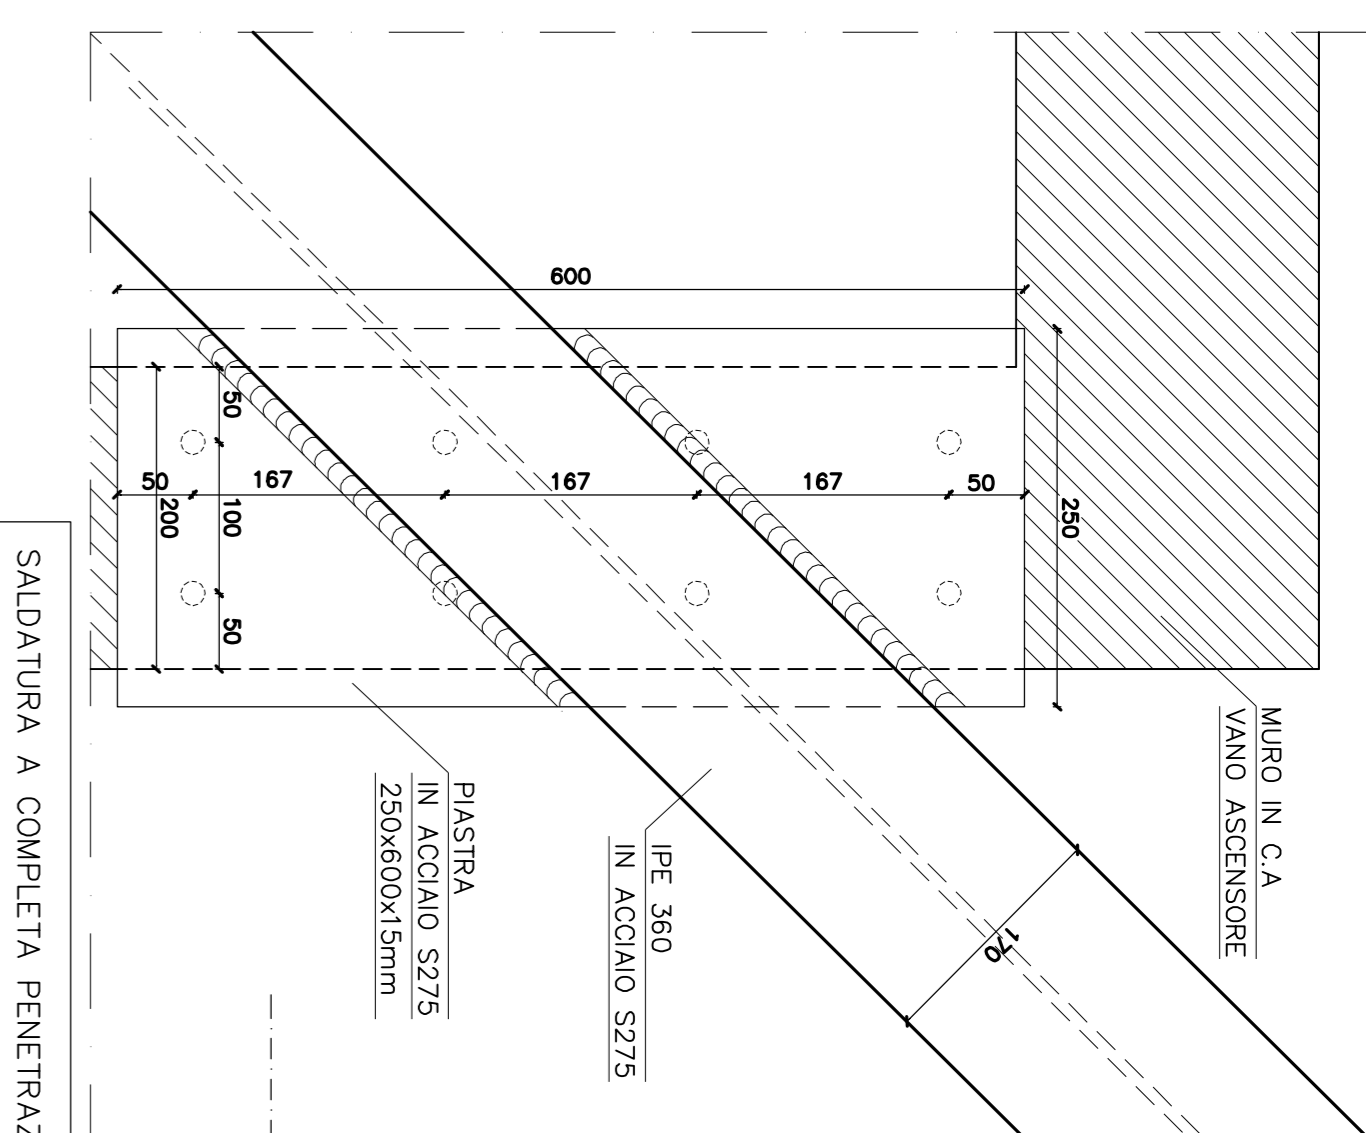 600
50
50
167
167
167
50
200
100
250
50
MURO IN C.A
VANO ASCENSORE
PIASTRA
IN ACCIAIO S275
250x600x15mm
IPE 360
IN ACCIAIO S275
170
SALDATURA A COMPLETA PENETRAZ